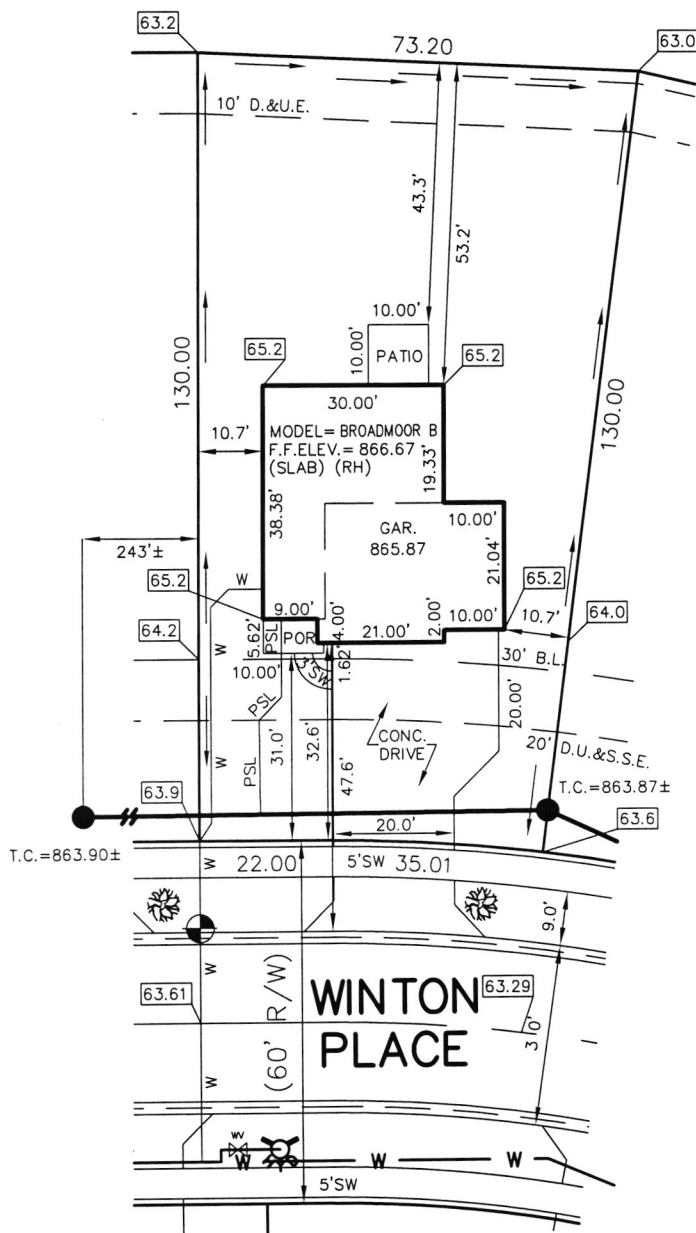 63.2
73.20
63.0
10' D.&U.E.
43.3'
53.2'
10.00'
10.00'
PATIO
65.2
65.2
130.00
130.00
30.00'
10.7'
MODEL= BROADMOOR B
F.F.ELEV.= 866.67
(SLAB) (RH)
19.33'
38.38'
GAR.
865.87
10.00'
21.04'
243'±
65.2
W
9.00'
4.00'
21.00'
2.00'
10.00'
65.2
10.7'
64.0
64.2
5.62'
PSL
POR
1.62'
3'SW
30' B.L.
10.00'
W
PSL
31.0'
32.6'
20.00'
CONC.
DRIVE
20' D.U.&S.S.E.
W
PSL
47.6'
T.C.=863.87±
63.9
63.6
20.0'
T.C.=863.90±
W
22.00
5'SW
35.01
9.0'
W
63.61
(60' R/W)
WINTON
PLACE
63.29
W
WV
W
W
W
5'SW